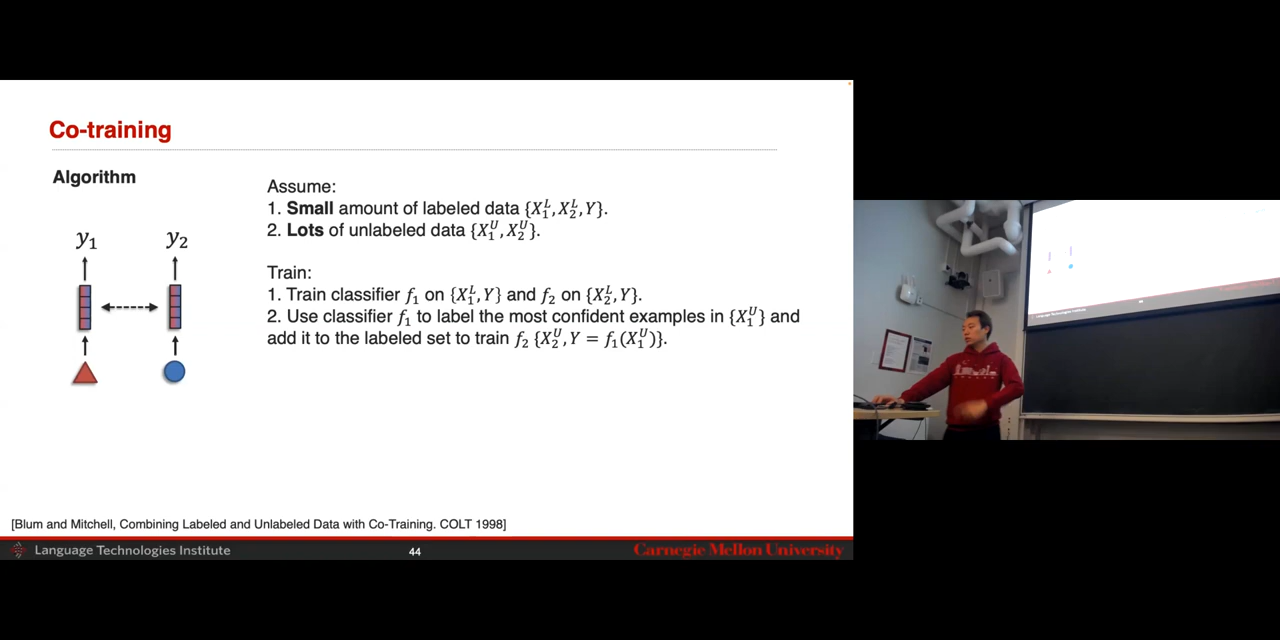 Co-training
Algorithm
y₁
y₂
Assume:
1. Small amount of labeled data {X₁ᴸ, X₂ᴸ, Y}.
2. Lots of unlabeled data {X₁ᵁ, X₂ᵁ}.
Train:
1. Train classifier f₁ on {X₁ᴸ, Y} and f₂ on {X₂ᴸ, Y}.
2. Use classifier f₁ to label the most confident examples in {X₁ᵁ} and
add it to the labeled set to train f₂ {X₂ᵁ, Y = f₁(X₁ᵁ)}.
[Blum and Mitchell, Combining Labeled and Unlabeled Data with Co-Training. COLT 1998]
Language Technologies Institute
44
Carnegie Mellon University